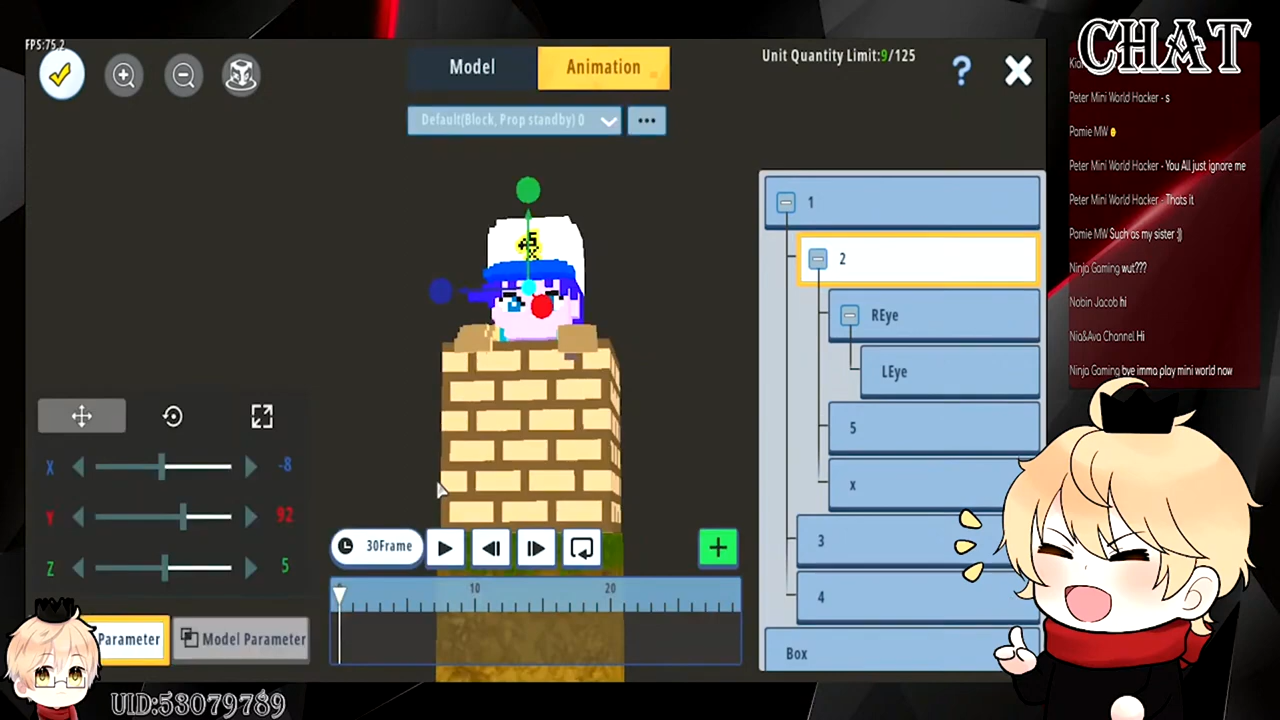 FPS:75.2
Model
Animation
Unit Quantity Limit:9/125
?
Default(Block, Prop standby) 0
CHAT
Peter Mini World Hacker - s
Pamie MW
Peter Mini World Hacker - You All just ignore me
Peter Mini World Hacker - Thats it
Pamie MW Such as my sister :)
Ninja Gaming wut???
Nobin Jacob hi
Nia&Ava Channel Hi
Ninja Gaming bye imma play mini world now
1
2
REye
LEye
5
x
3
4
Box
X
-8
Y
92
Z
5
30Frame
10
20
Parameter
Model Parameter
UID:53079789